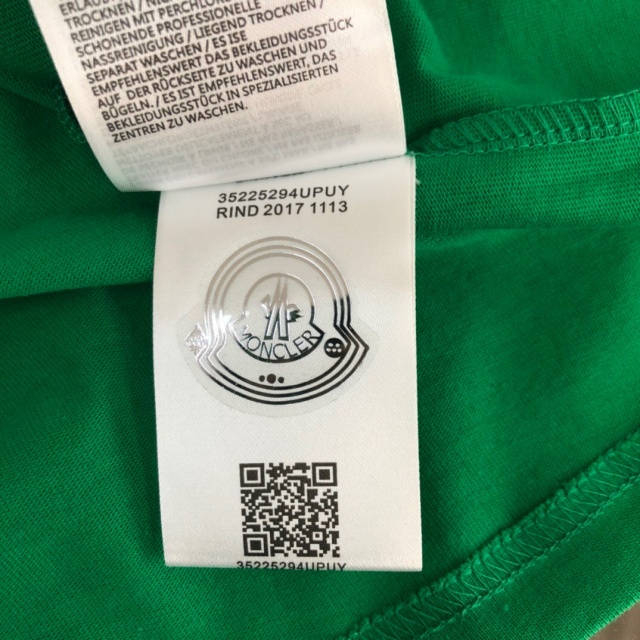 ERLAUB
TROCKNEN /
REINIGEN MIT PERCHLOR
SCHONENDE PROFESSIONELLE
NASSREINIGUNG / LIEGEND TROCKNEN /
SEPARAT WASCHEN / ES ISE
EMPFEHLENSWERT DAS BEKLEIDUNGSSTÜCK
AUF DER RÜCKSEITE ZU WASCHEN UND
BÜGELN. / ES IST EMPFEHLENSWERT, DAS
BEKLEIDUNGSSTÜCK IN SPEZIALISIERTEN
ZENTREN ZU WASCHEN.
35225294UPUY
RIND 2017 1113
MONCLER
35225294UPUY